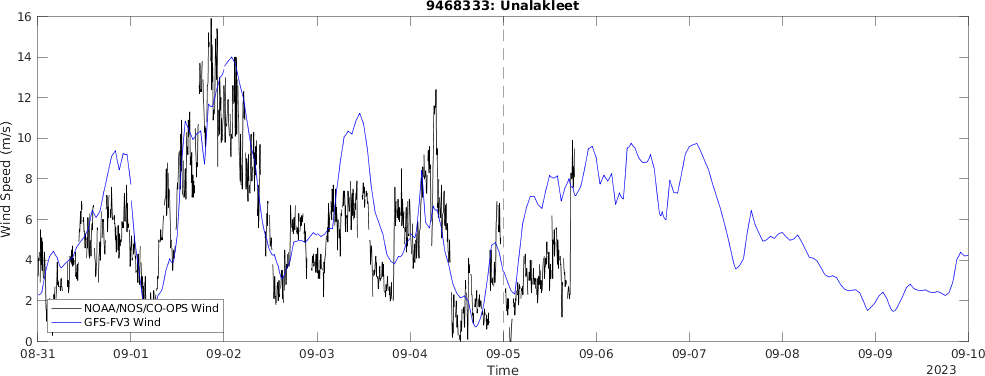 9468333: Unalakleet
Wind Speed (m/s)
16
14
12
10
8
6
4
2
0
NOAA/NOS/CO-OPS Wind
GFS-FV3 Wind
08-31 09-01 09-02 09-03 09-04 09-05 09-06 09-07 09-08 09-09 09-10
Time
2023